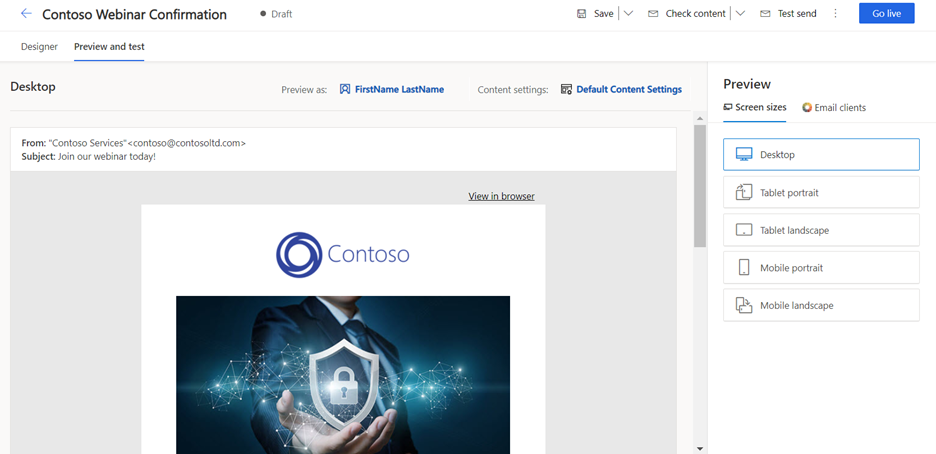 Contoso Webinar Confirmation
Draft
Save
Check content
Test send
Go live
Designer
Preview and test
Desktop
Preview as:
FirstName LastName
Content settings:
Default Content Settings
From: "Contoso Services"<contoso@contosoltd.com>
Subject: Join our webinar today!
View in browser
Contoso
Preview
Screen sizes
Email clients
Desktop
Tablet portrait
Tablet landscape
Mobile portrait
Mobile landscape